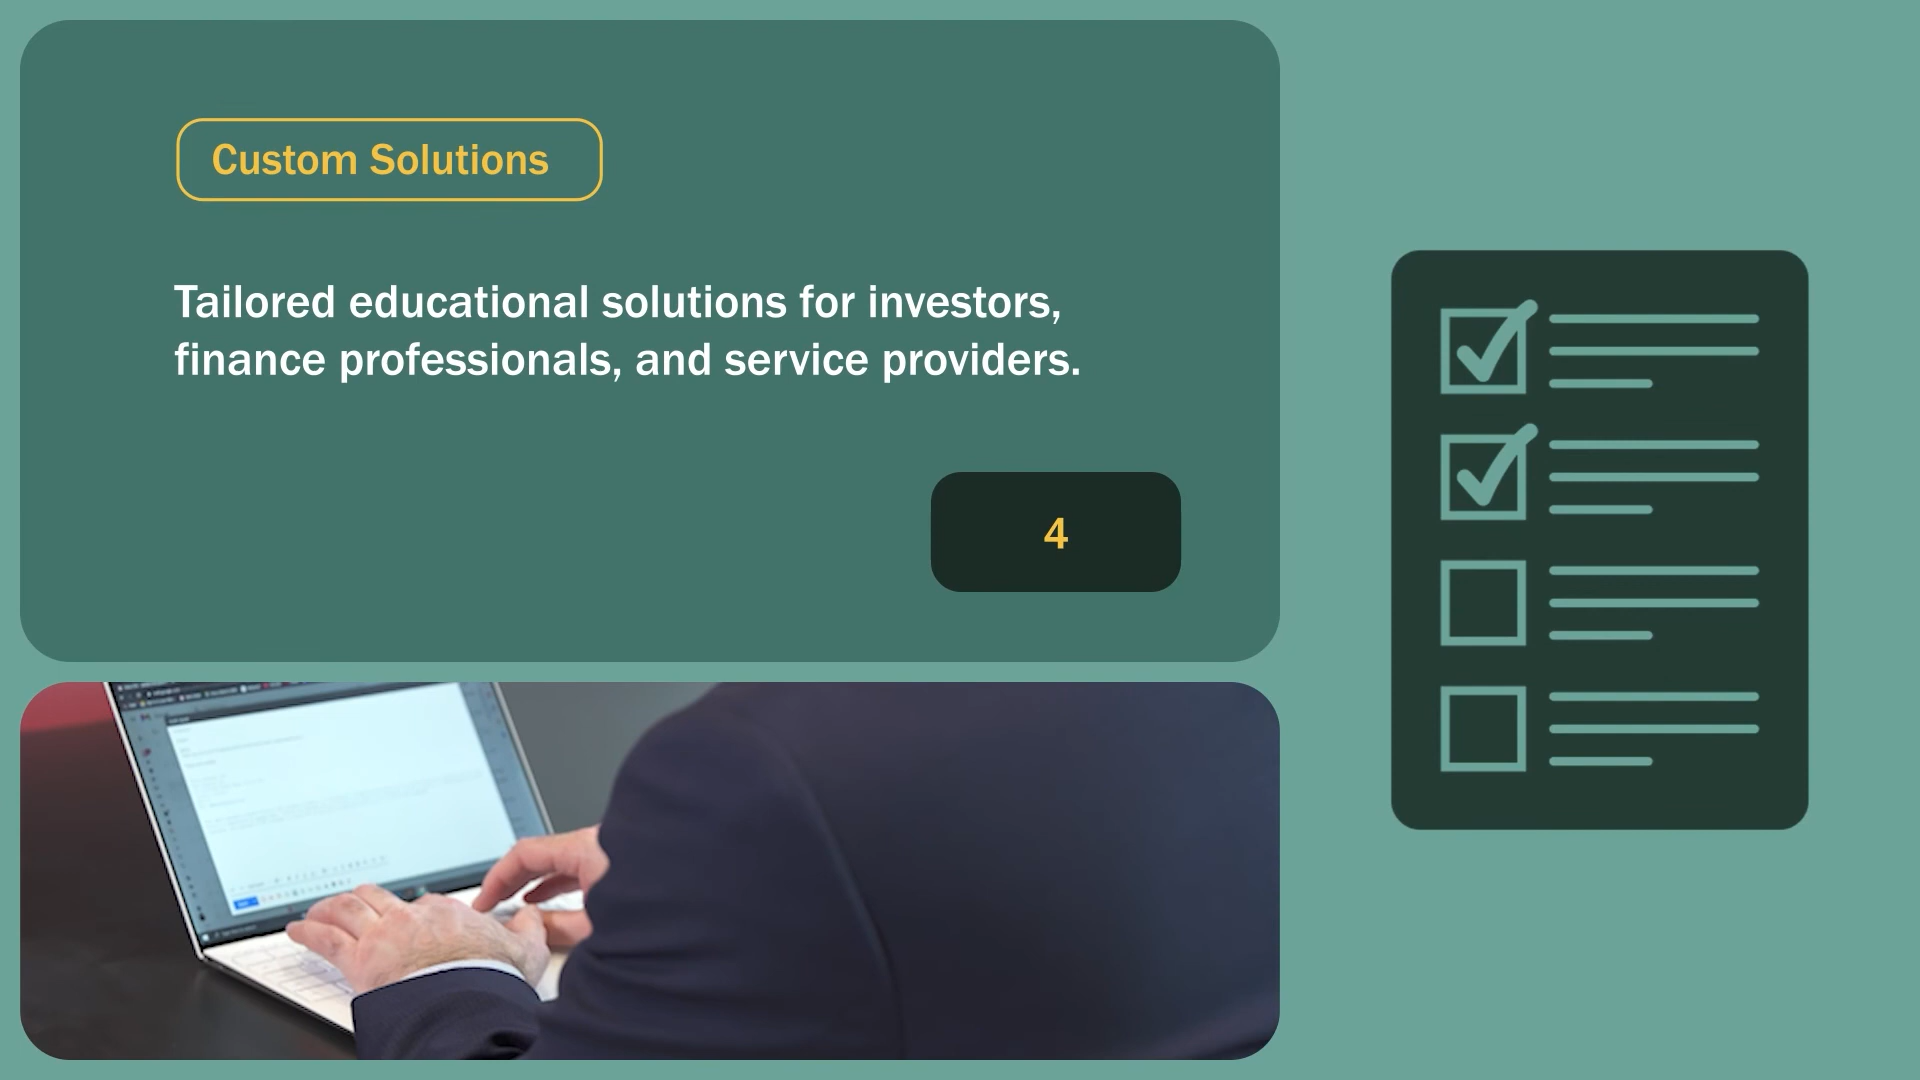 Custom Solutions
Tailored educational solutions for investors,
finance professionals, and service providers.
4